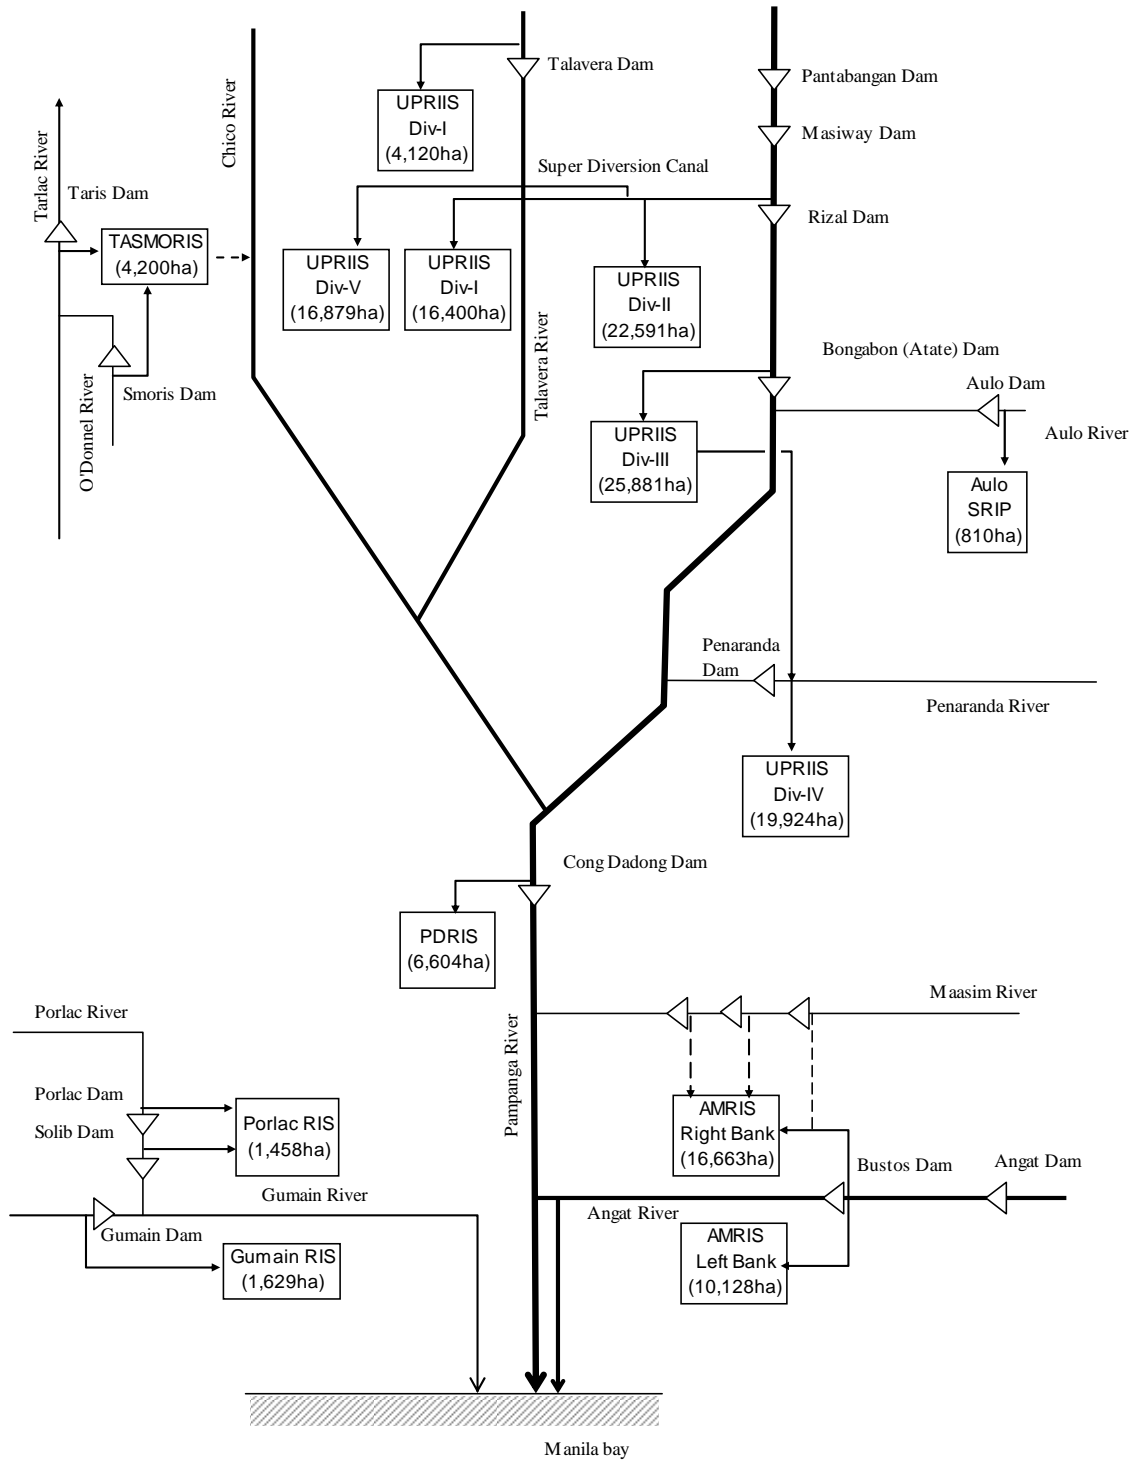 Talavera Dam
UPRIIS
Div-I
(4,120ha)
Pantabangan Dam
Masiway Dam
Chico River
Tarlac River
Taris Dam
Super Diversion Canal
Rizal Dam
TASMORIS
(4,200ha)
UPRIIS
Div-V
(16,879ha)
UPRIIS
Div-I
(16,400ha)
UPRIIS
Div-II
(22,591ha)
Talavera River
O'Donnel River
Smoris Dam
Bongabon (Atate) Dam
Aulo Dam
Aulo River
UPRIIS
Div-III
(25,881ha)
Aulo
SRIP
(810ha)
Penaranda
Dam
Penaranda River
UPRIIS
Div-IV
(19,924ha)
Cong Dadong Dam
PDRIS
(6,604ha)
Maasim River
Porlac River
Pampanga River
Porlac Dam
Solib Dam
Porlac RIS
(1,458ha)
AMRIS
Right Bank
(16,663ha)
Bustos Dam
Angat Dam
Gumain River
Angat River
Gumain Dam
Gumain RIS
(1,629ha)
AMRIS
Left Bank
(10,128ha)
Manila bay